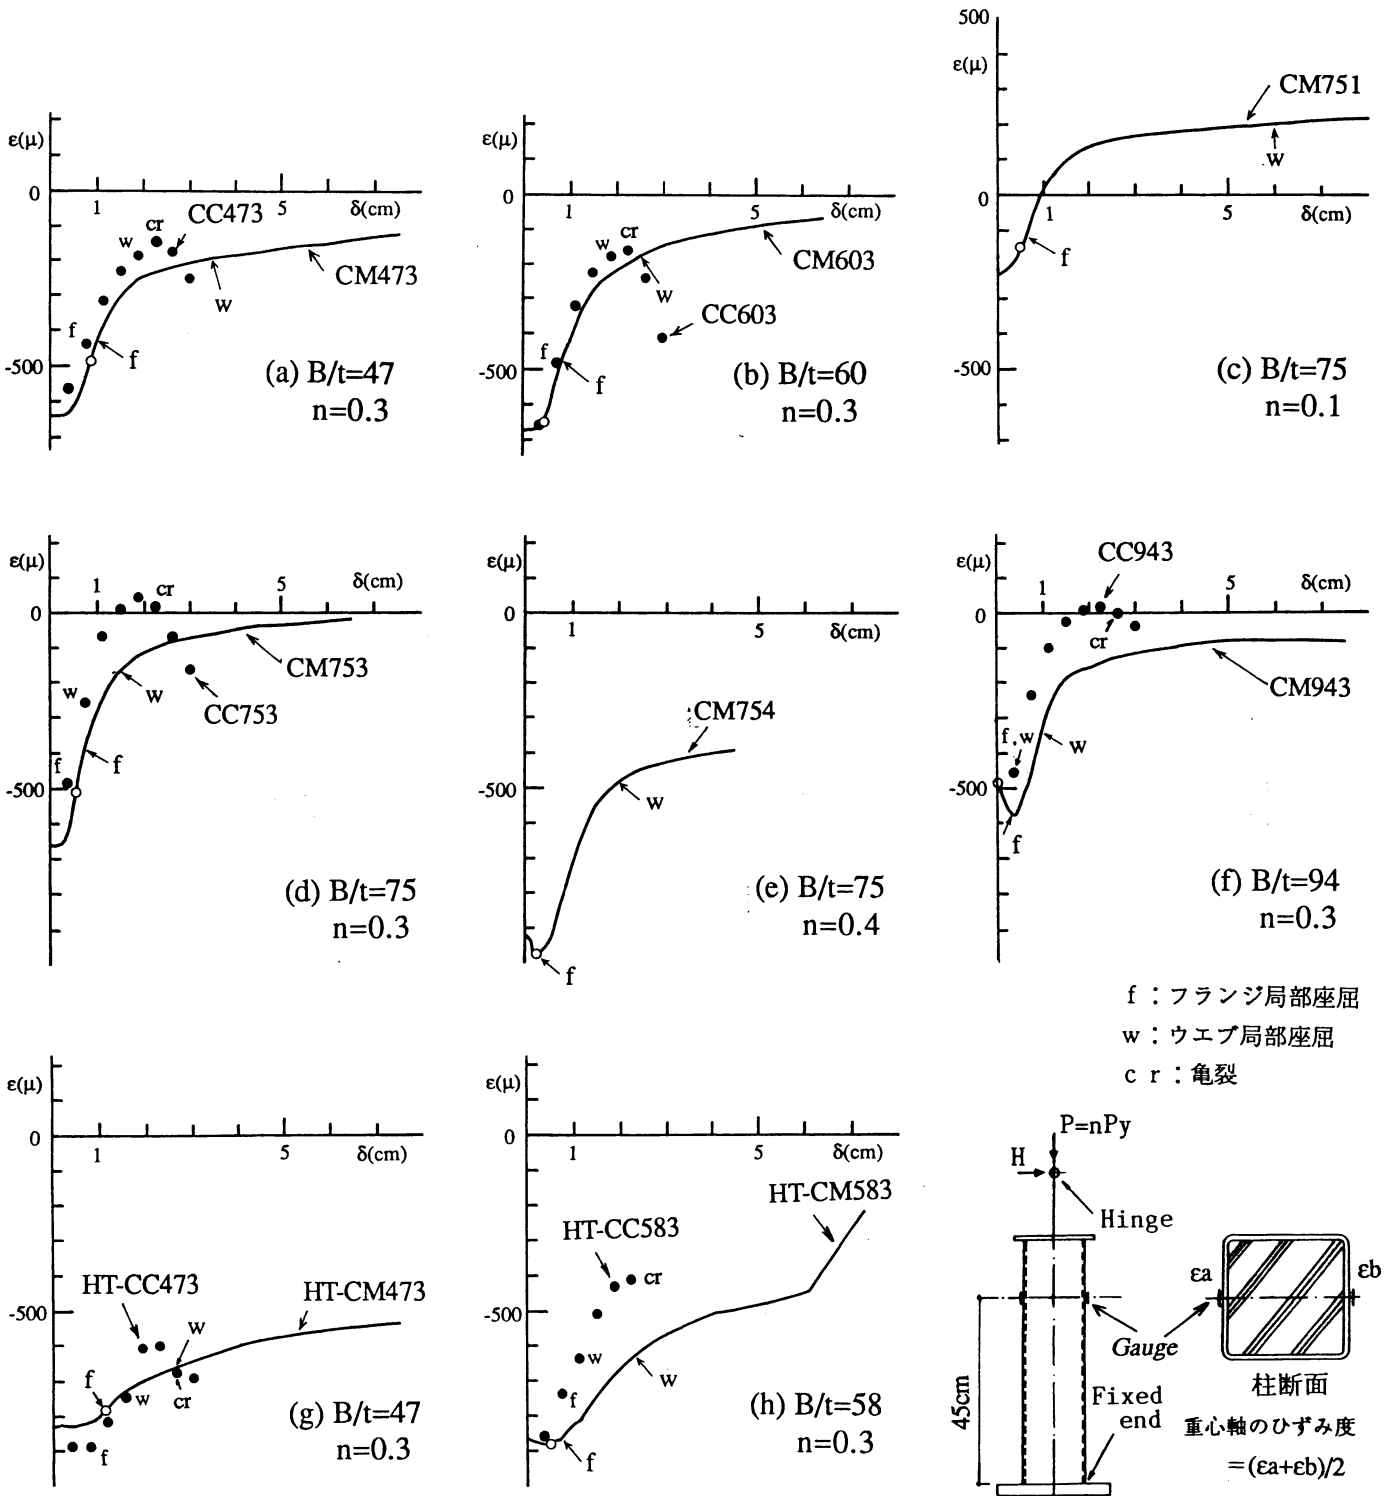 ε(μ)
0
1
5
δ(cm)
w
cr
CC473
f
CM473
w
f
-500
(a) B/t=47
n=0.3
ε(μ)
0
1
5
δ(cm)
w
cr
CM603
w
CC603
f
f
-500
(b) B/t=60
n=0.3
500
ε(μ)
CM751
w
0
1
5
δ(cm)
f
-500
(c) B/t=75
n=0.1
ε(μ)
1
cr
5
δ(cm)
0
CM753
w
w
CC753
f
f
-500
(d) B/t=75
n=0.3
ε(μ)
0
1
5
δ(cm)
CM754
-500
w
(e) B/t=75
n=0.4
f
ε(μ)
CC943
1
5
δ(cm)
0
cr
CM943
f,w
w
-500
f
(f) B/t=94
n=0.3
f：フランジ局部座屈
w：ウエブ局部座屈
cr：亀裂
ε(μ)
0
1
5
δ(cm)
HT-CC473
HT-CM473
-500
w
f
w
cr
f
(g) B/t=47
n=0.3
ε(μ)
0
1
5
δ(cm)
HT-CM583
HT-CC583
cr
-500
w
w
f
f
(h) B/t=58
n=0.3
P=nPy
H
Hinge
εa
εb
Gauge
45cm
Fixed
end
柱断面
重心軸のひずみ度
=(εa+εb)/2